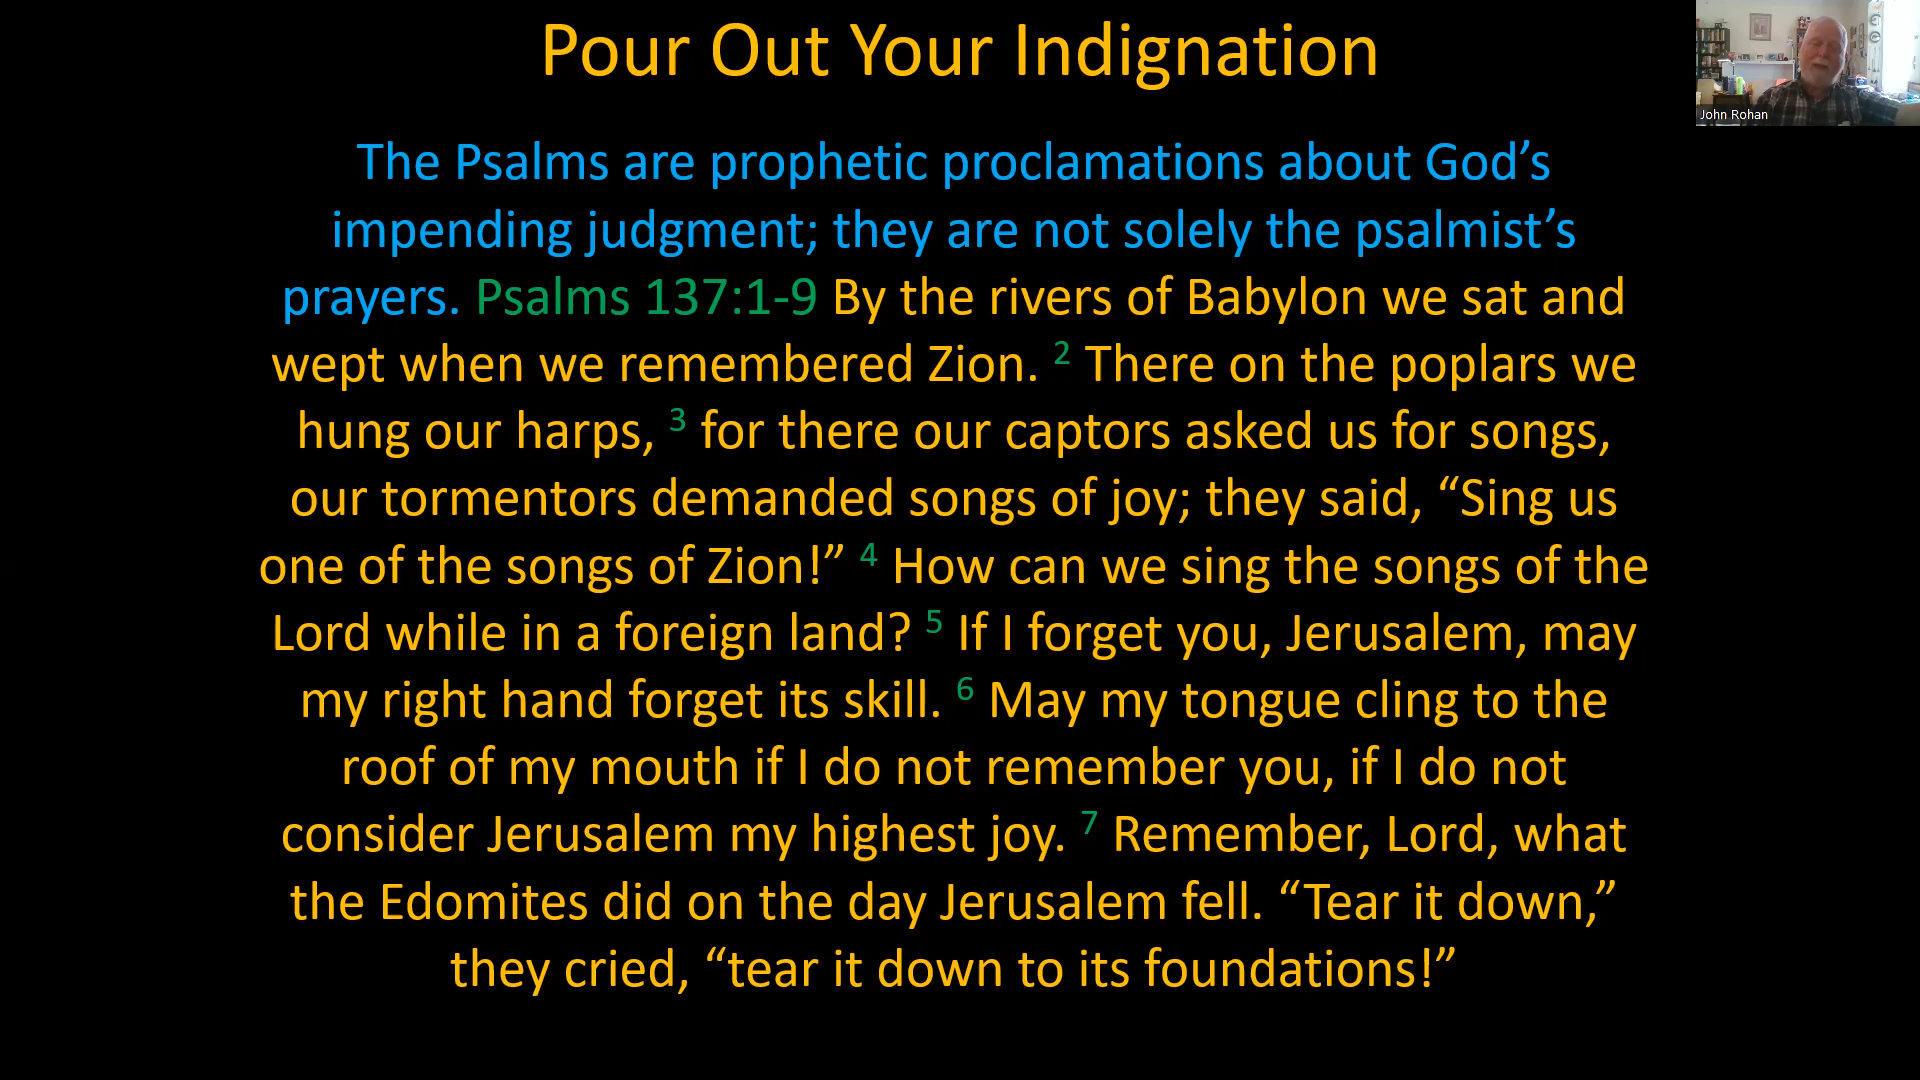 Pour Out Your Indignation
John Rohan
The Psalms are prophetic proclamations about God’s
impending judgment; they are not solely the psalmist’s
prayers. Psalms 137:1-9 By the rivers of Babylon we sat and
wept when we remembered Zion. 2 There on the poplars we
hung our harps, 3 for there our captors asked us for songs,
our tormentors demanded songs of joy; they said, “Sing us
one of the songs of Zion!” 4 How can we sing the songs of the
Lord while in a foreign land? 5 If I forget you, Jerusalem, may
my right hand forget its skill. 6 May my tongue cling to the
roof of my mouth if I do not remember you, if I do not
consider Jerusalem my highest joy. 7 Remember, Lord, what
the Edomites did on the day Jerusalem fell. “Tear it down,”
they cried, “tear it down to its foundations!”